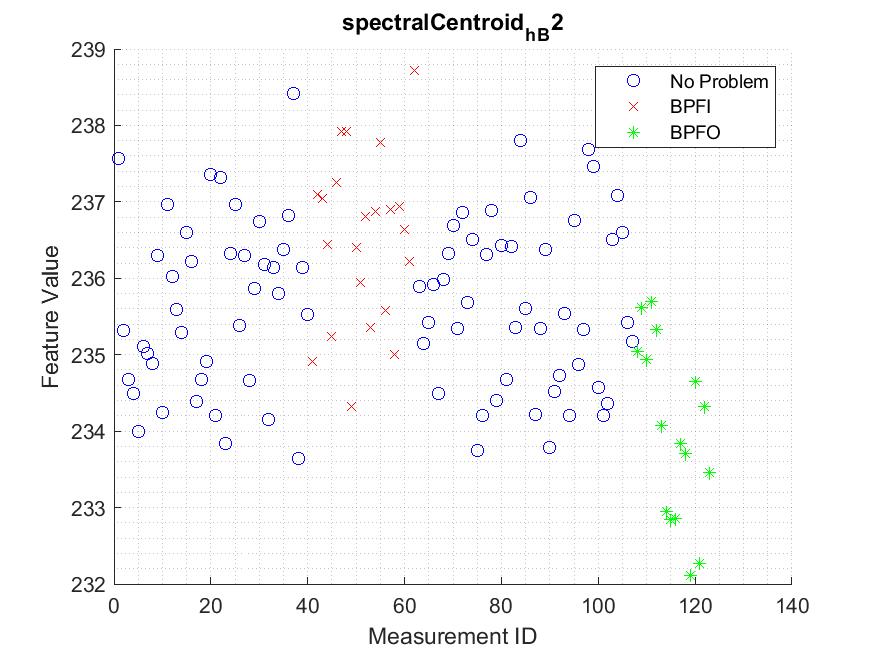 spectralCentroid_hB2
No Problem
BPFI
BPFO
239
238
237
236
235
234
233
232
Feature Value
0 20 40 60 80 100 120 140
Measurement ID